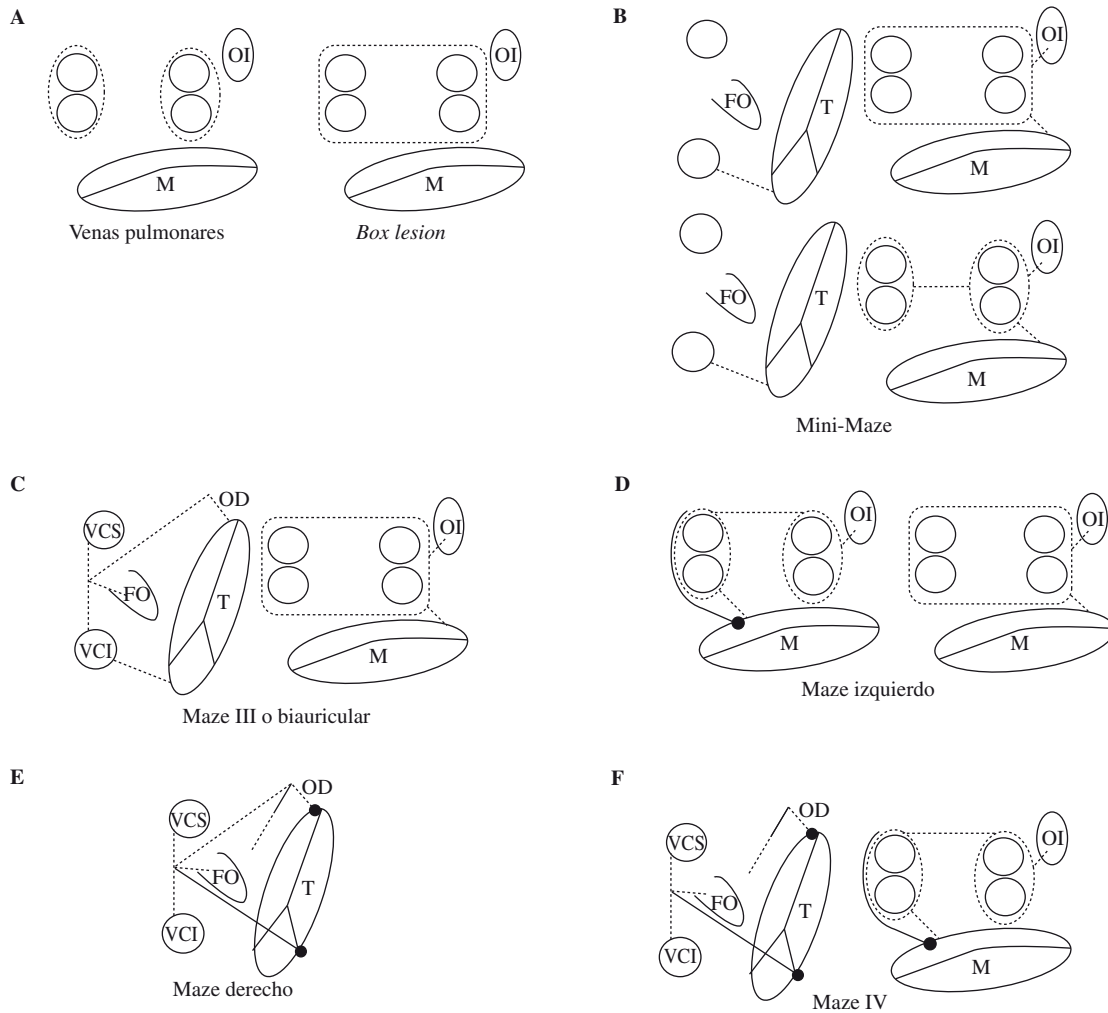 A
OI
OI
M
M
Venas pulmonares
Box lesion
B
OI
FO
T
M
OI
FO
T
M
Mini-Maze
C
OD
VCS
OI
FO
T
VCI
M
Maze III o biauricular
D
OI
OI
M
M
Maze izquierdo
E
OD
VCS
FO
T
VCI
Maze derecho
F
OD
VCS
OI
FO
T
VCI
M
Maze IV